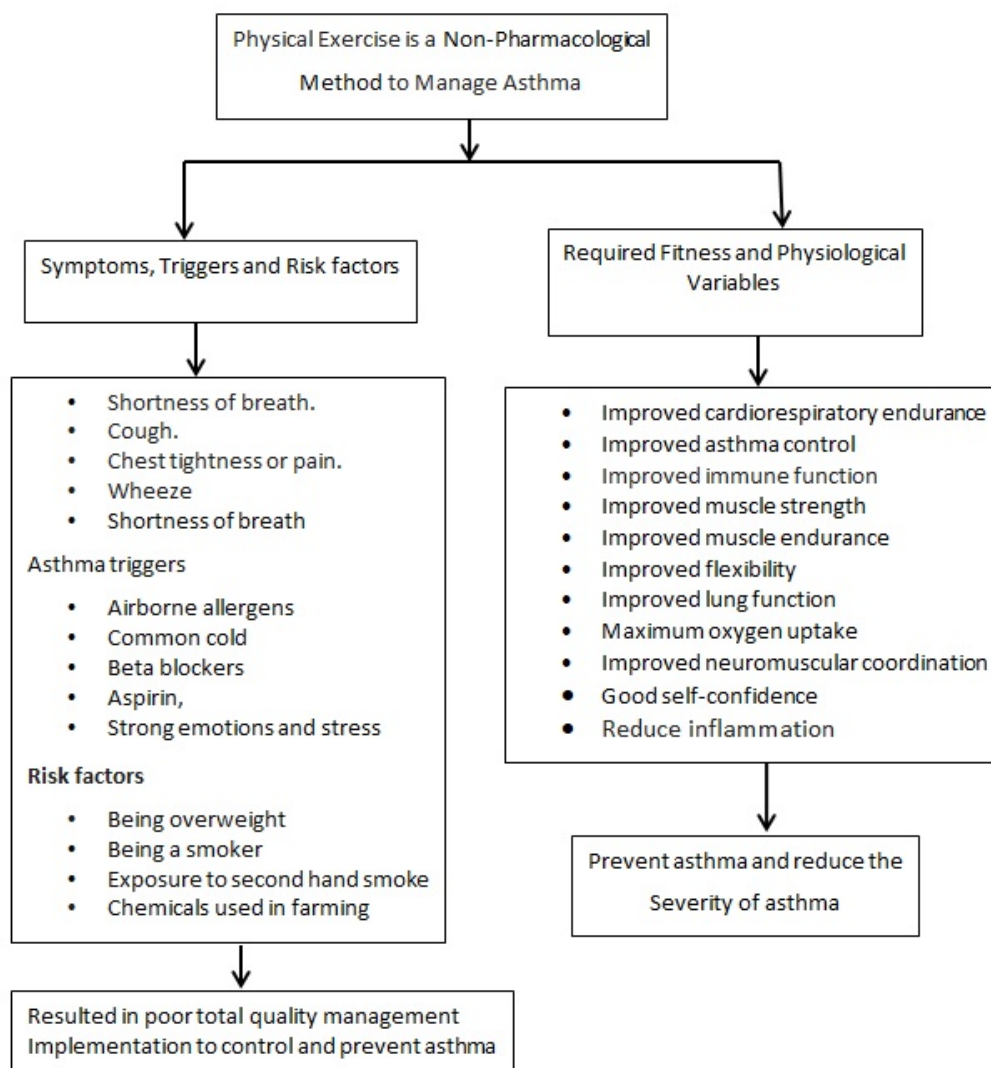 Physical Exercise is a Non-Pharmacological
Method to Manage Asthma
Symptoms, Triggers and Risk factors
• Shortness of breath.
• Cough.
• Chest tightness or pain.
• Wheeze
• Shortness of breath
Asthma triggers
• Airborne allergens
• Common cold
• Beta blockers
• Aspirin,
• Strong emotions and stress
Risk factors
• Being overweight
• Being a smoker
• Exposure to second hand smoke
• Chemicals used in farming
Resulted in poor total quality management
Implementation to control and prevent asthma
Required Fitness and Physiological
Variables
• Improved cardiorespiratory endurance
• Improved asthma control
• Improved immune function
• Improved muscle strength
• Improved muscle endurance
• Improved flexibility
• Improved lung function
• Maximum oxygen uptake
• Improved neuromuscular coordination
• Good self-confidence
• Reduce inflammation
Prevent asthma and reduce the
Severity of asthma